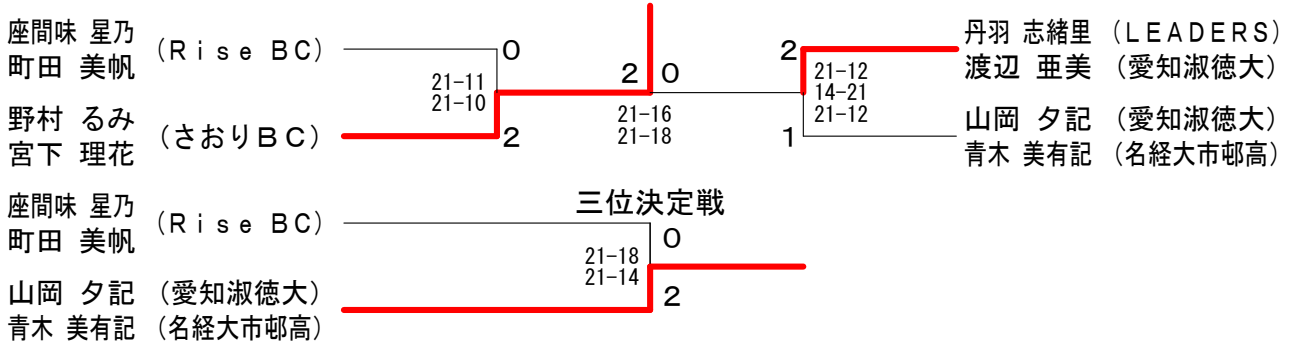 座間味 星乃
町田 美帆
(Rise BC)
野村 るみ
宮下 理花
(さおりBC)
0
21-11
21-10
2
2 0
21-16
21-18
2
21-12
14-21
21-12
1
丹羽 志緒里 (LEADERS)
渡辺 亜美 (愛知淑徳大)
山岡 夕記 (愛知淑徳大)
青木 美有記 (名経大市邨高)
三位決定戦
座間味 星乃
町田 美帆
(Rise BC)
山岡 夕記 (愛知淑徳大)
青木 美有記 (名経大市邨高)
0
21-18
21-14
2